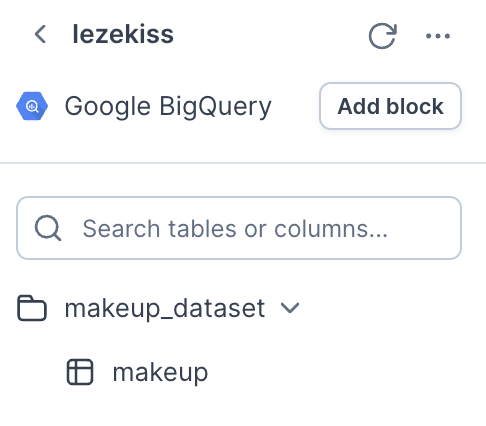 lezekiss
Google BigQuery
Add block
Search tables or columns...
makeup_dataset
makeup